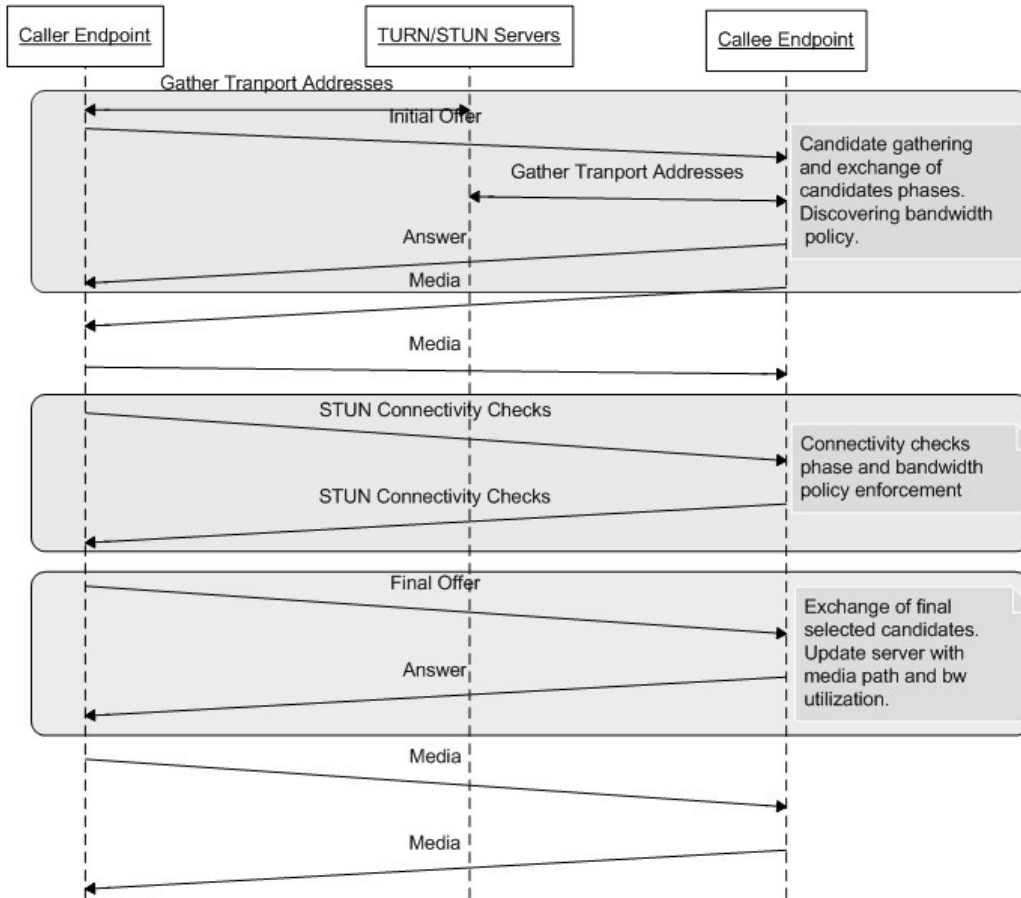 Caller Endpoint
TURN/STUN Servers
Callee Endpoint
Gather Tranport Addresses
Initial Offer
Candidate gathering
and exchange of
candidates phases.
Discovering bandwidth
policy.
Gather Tranport Addresses
Answer
Media
Media
STUN Connectivity Checks
Connectivity checks
phase and bandwidth
policy enforcement
STUN Connectivity Checks
Final Offer
Exchange of final
selected candidates.
Update server with
media path and bw
utilization.
Answer
Media
Media